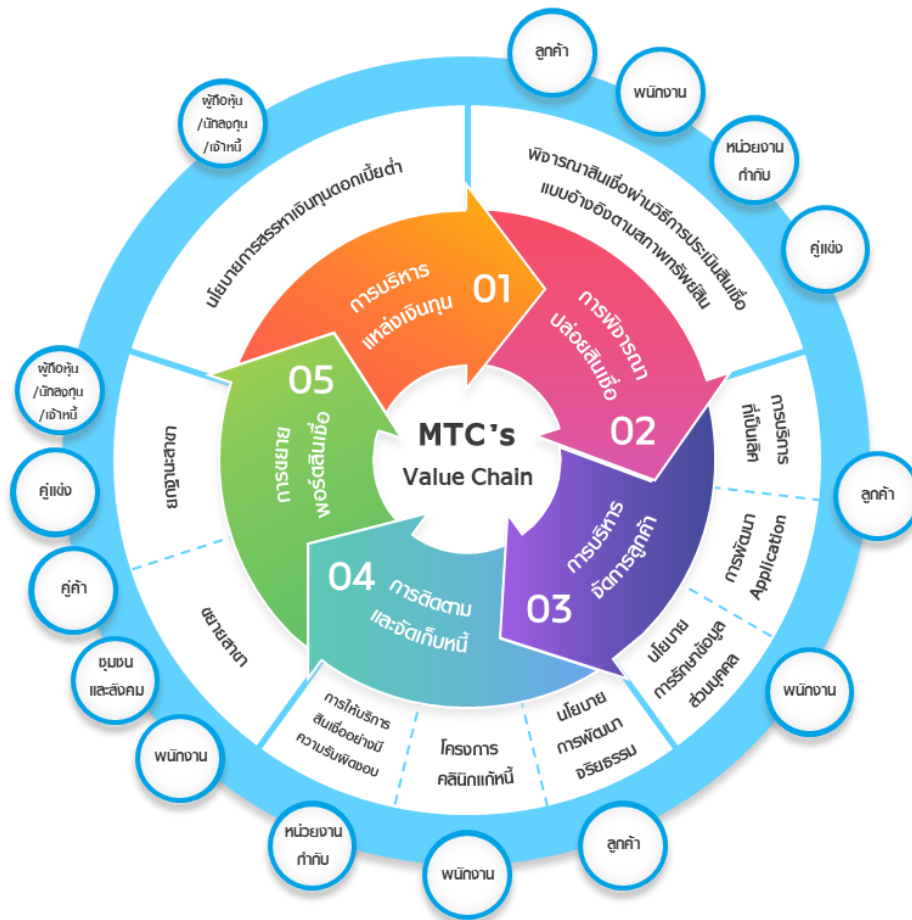 MTC's
Value Chain
01
การบริหาร
แหล่งเงินทุน
นโยบายการสรรหาเงินทุนดอกเบี้ยต่ำ
ผู้ถือหุ้น
/นักลงทุน
/เจ้าหนี้
02
การพิจารณา
ปล่อยสินเชื่อ
พิจารณาสินเชื่อผ่านวิธีการประเมินสินเชื่อ
แบบอ้างอิงตามสภาพทรัพย์สิน
ลูกค้า
พนักงาน
หน่วยงาน
กำกับ
คู่แข่ง
03
การบริหาร
จัดการลูกค้า
การบริการ
ที่เป็นเลิศ
การพัฒนา
Application
นโยบาย
การรักษาข้อมูล
ส่วนบุคคล
ลูกค้า
พนักงาน
04
การติดตาม
และจัดเก็บหนี้
นโยบาย
การพัฒนา
จริยธรรม
โครงการ
คลินิกแก้หนี้
การให้บริการ
สินเชื่ออย่างมี
ความรับผิดชอบ
ลูกค้า
พนักงาน
หน่วยงาน
กำกับ
05
การขยาย
พอร์ตสินเชื่อ
ขยายสาขา
ยกฐานะสาขา
พนักงาน
ชุมชน
และสังคม
คู่ค้า
คู่แข่ง
ผู้ถือหุ้น
/นักลงทุน
/เจ้าหนี้